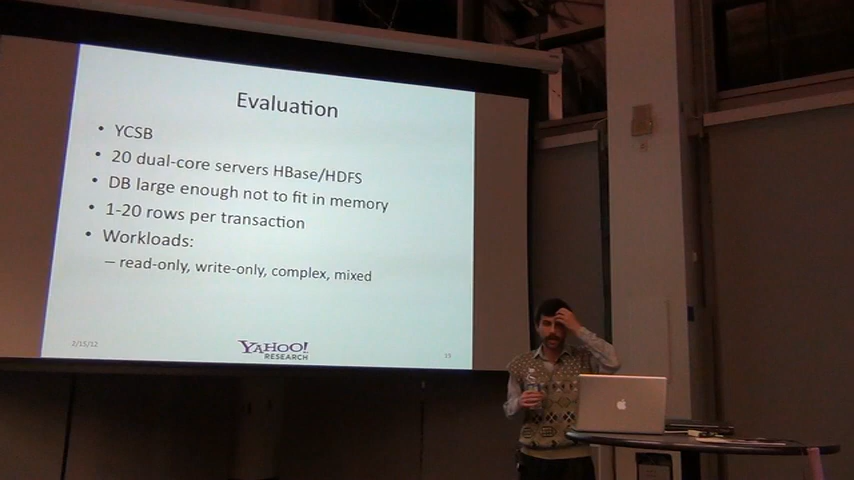 Evaluation
• YCSB
• 20 dual-core servers HBase/HDFS
• DB large enough not to fit in memory
• 1-20 rows per transaction
• Workloads:
– read-only, write-only, complex, mixed
2/15/12
YAHOO!
RESEARCH
15